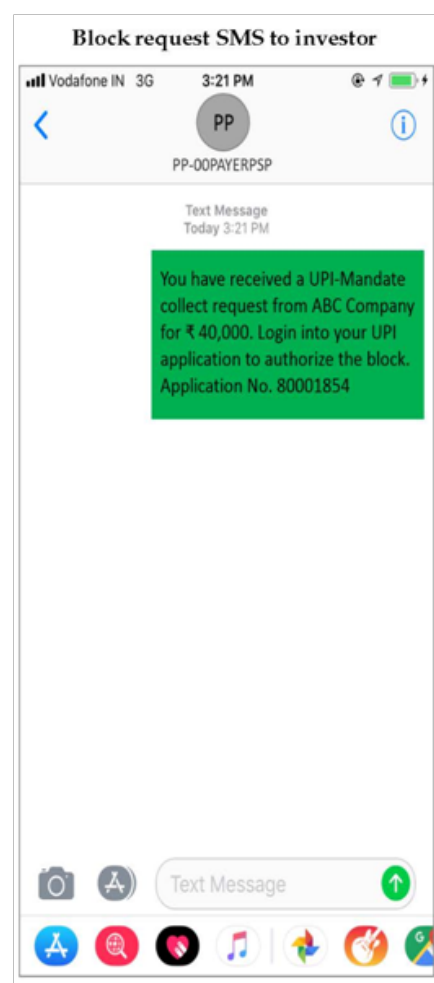 Block request SMS to investor
Vodafone IN 3G 3:21 PM
PP
PP-00PAYERPSP
Text Message
Today 3:21 PM
You have received a UPI-Mandate
collect request from ABC Company
for ₹ 40,000. Login into your UPI
application to authorize the block.
Application No. 80001854
Text Message